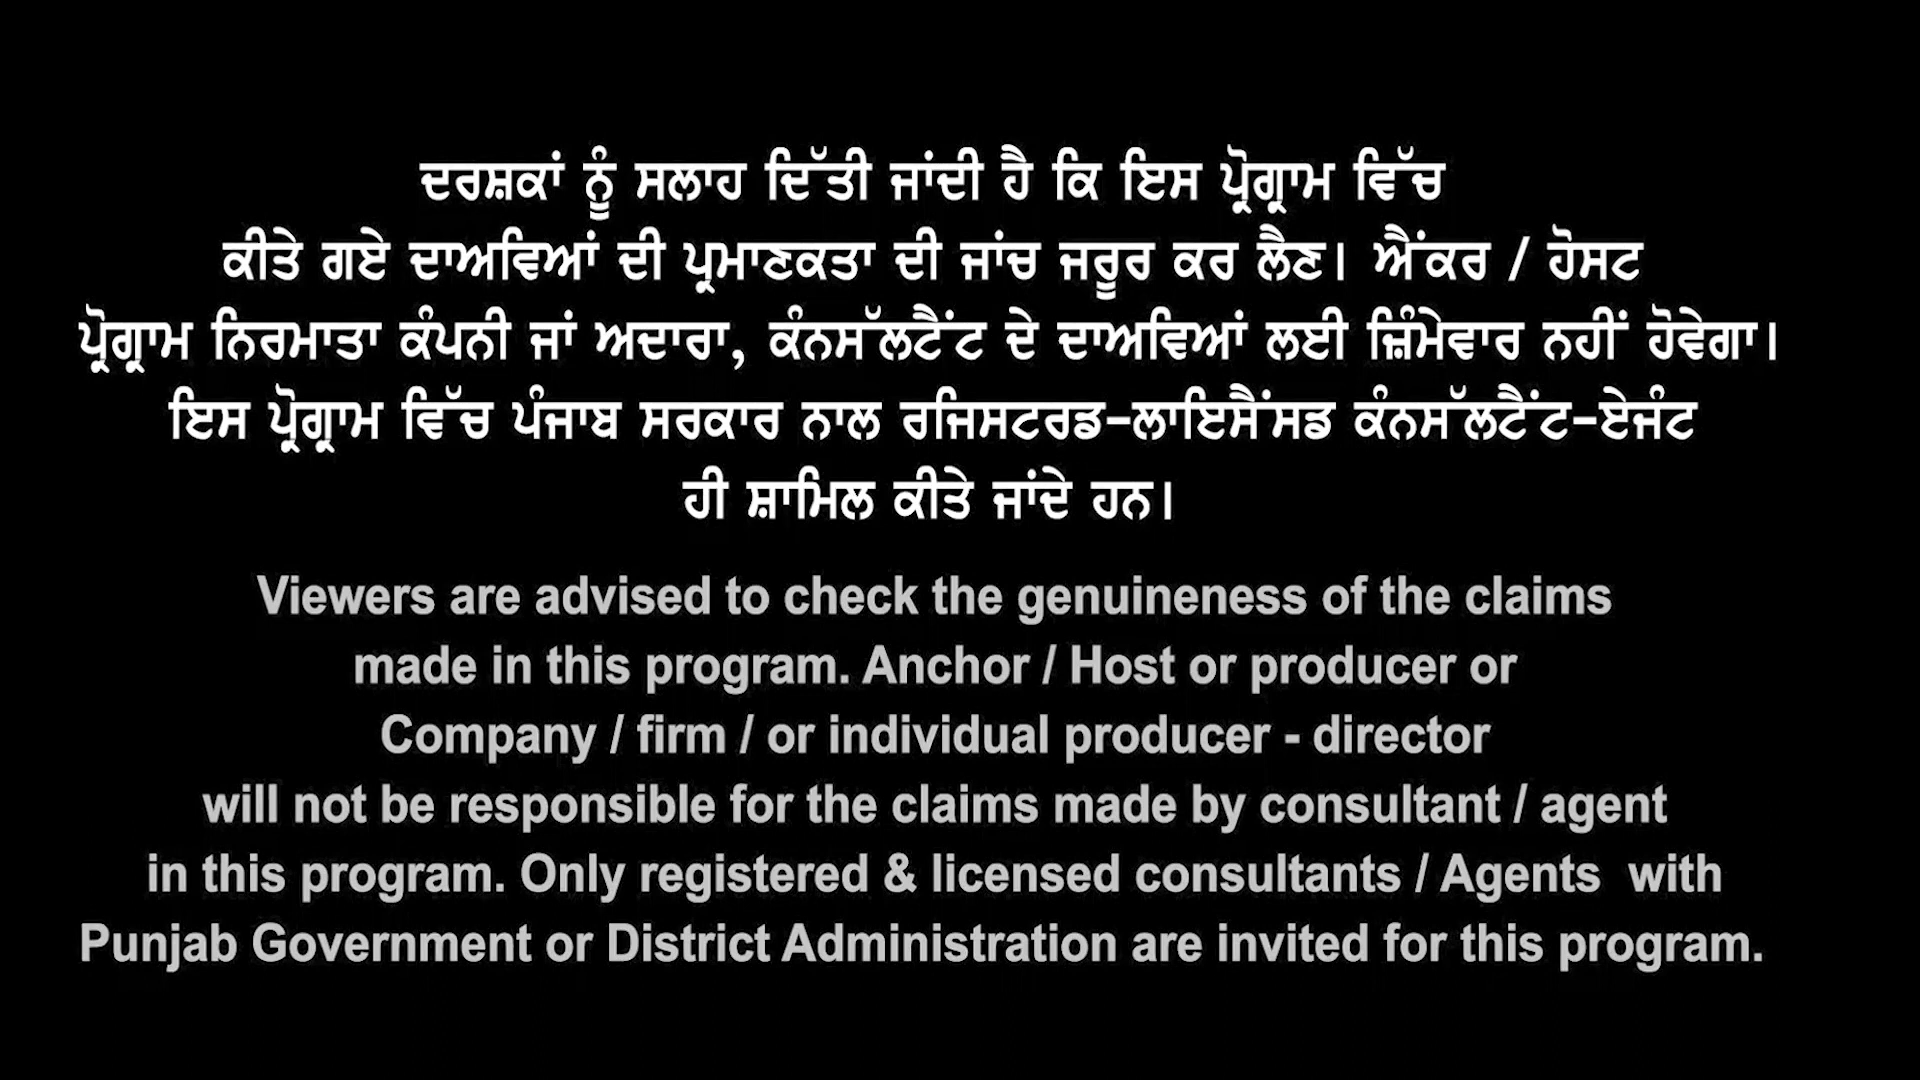 ਦਰਸ਼ਕਾਂ ਨੂੰ ਸਲਾਹ ਦਿੱਤੀ ਜਾਂਦੀ ਹੈ ਕਿ ਇਸ ਪ੍ਰੋਗ੍ਰਾਮ ਵਿੱਚ
ਕੀਤੇ ਗਏ ਦਾਅਵਿਆਂ ਦੀ ਪ੍ਰਮਾਣਕਤਾ ਦੀ ਜਾਂਚ ਜਰੂਰ ਕਰ ਲੈਣ। ਐਂਕਰ / ਹੋਸਟ
ਪ੍ਰੋਗ੍ਰਾਮ ਨਿਰਮਾਤਾ ਕੰਪਨੀ ਜਾਂ ਅਦਾਰਾ, ਕੰਨਸੱਲਟੈਂਟ ਦੇ ਦਾਅਵਿਆਂ ਲਈ ਜ਼ਿੰਮੇਵਾਰ ਨਹੀਂ ਹੋਵੇਗਾ।
ਇਸ ਪ੍ਰੋਗ੍ਰਾਮ ਵਿੱਚ ਪੰਜਾਬ ਸਰਕਾਰ ਨਾਲ ਰਜਿਸਟਰਡ-ਲਾਇਸੈਂਸਡ ਕੰਨਸੱਲਟੈਂਟ-ਏਜੰਟ
ਹੀ ਸ਼ਾਮਿਲ ਕੀਤੇ ਜਾਂਦੇ ਹਨ।
Viewers are advised to check the genuineness of the claims
made in this program. Anchor / Host or producer or
Company / firm / or individual producer - director
will not be responsible for the claims made by consultant / agent
in this program. Only registered & licensed consultants / Agents with
Punjab Government or District Administration are invited for this program.